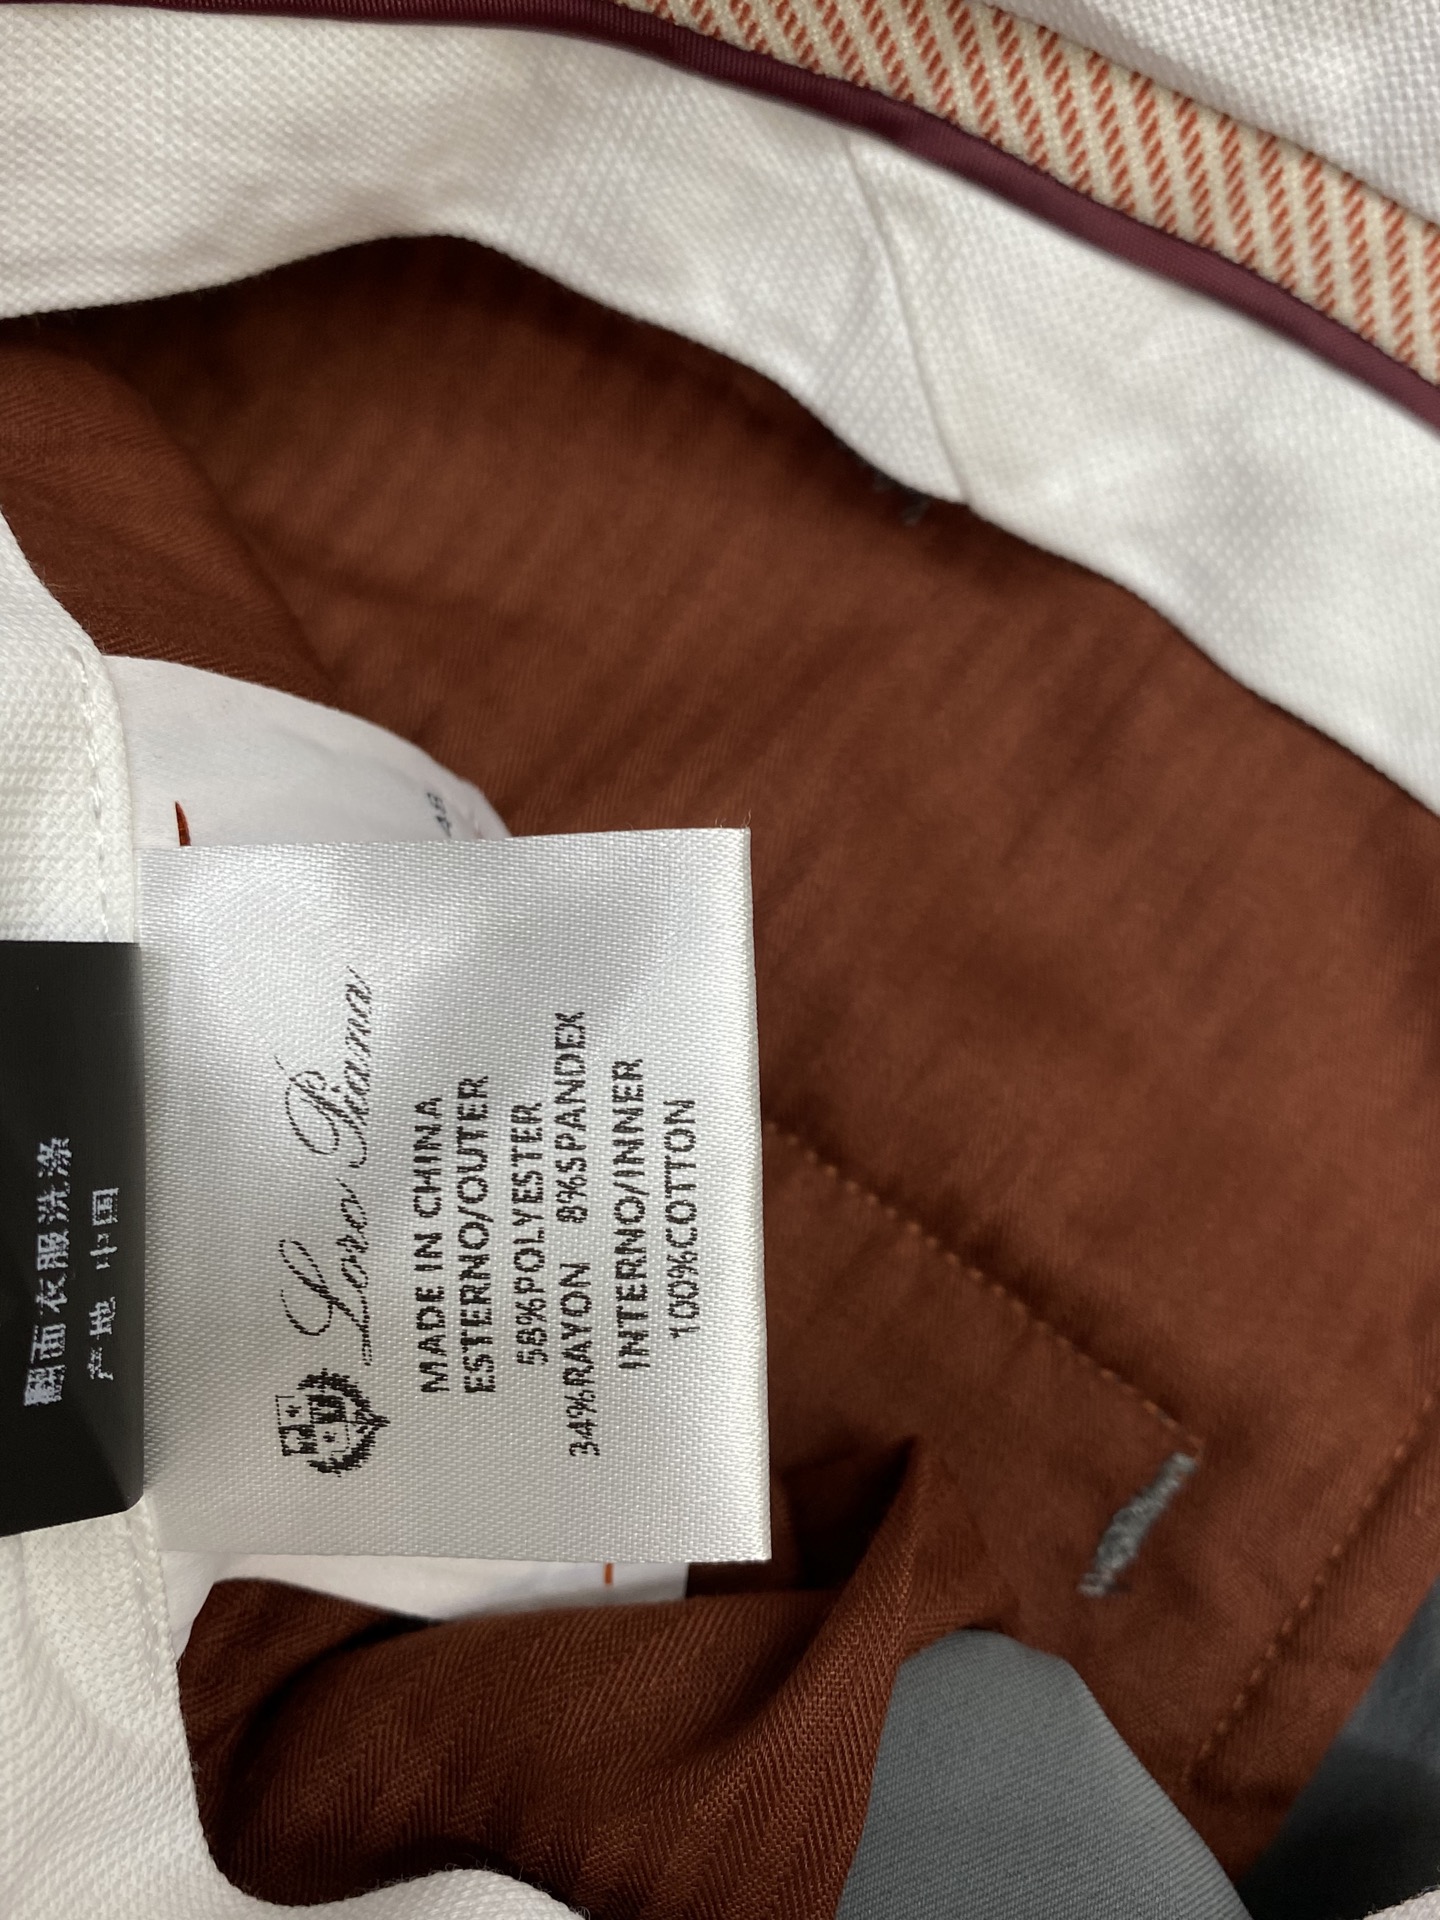 Loro Piana
MADE IN CHINA
ESTERNO/OUTER
58%POLYESTER
34%RAYON 8%SPANDEX
INTERNO/INNER
100%COTTON
翻面衣服洗涤
产地 中国
48